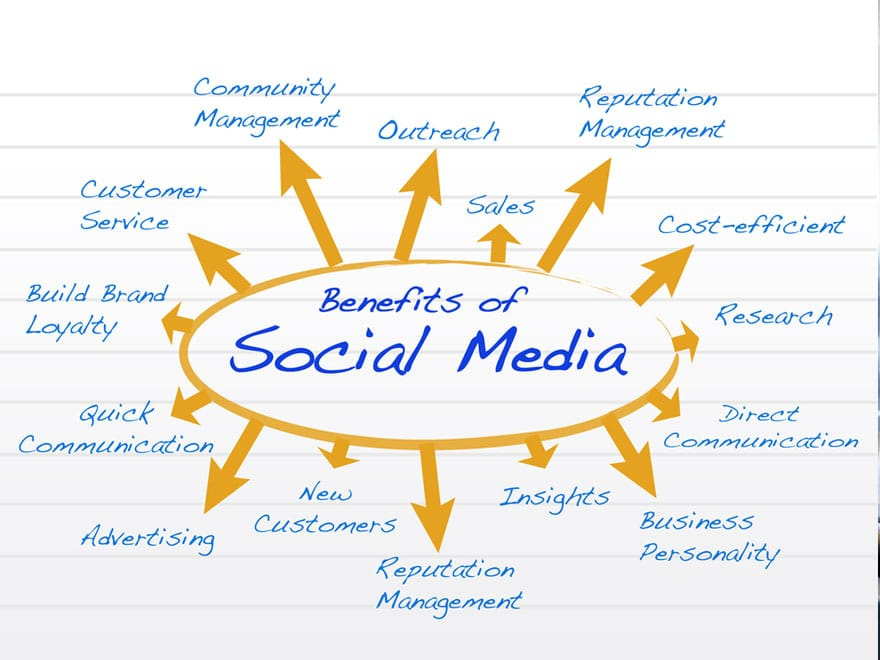 Community
Management
Outreach
Reputation
Management
Customer
Service
Sales
Cost-efficient
Build Brand
Loyalty
Benefits of
Social Media
Research
Quick
Communication
Direct
Communication
Advertising
New
Customers
Insights
Business
Personality
Reputation
Management